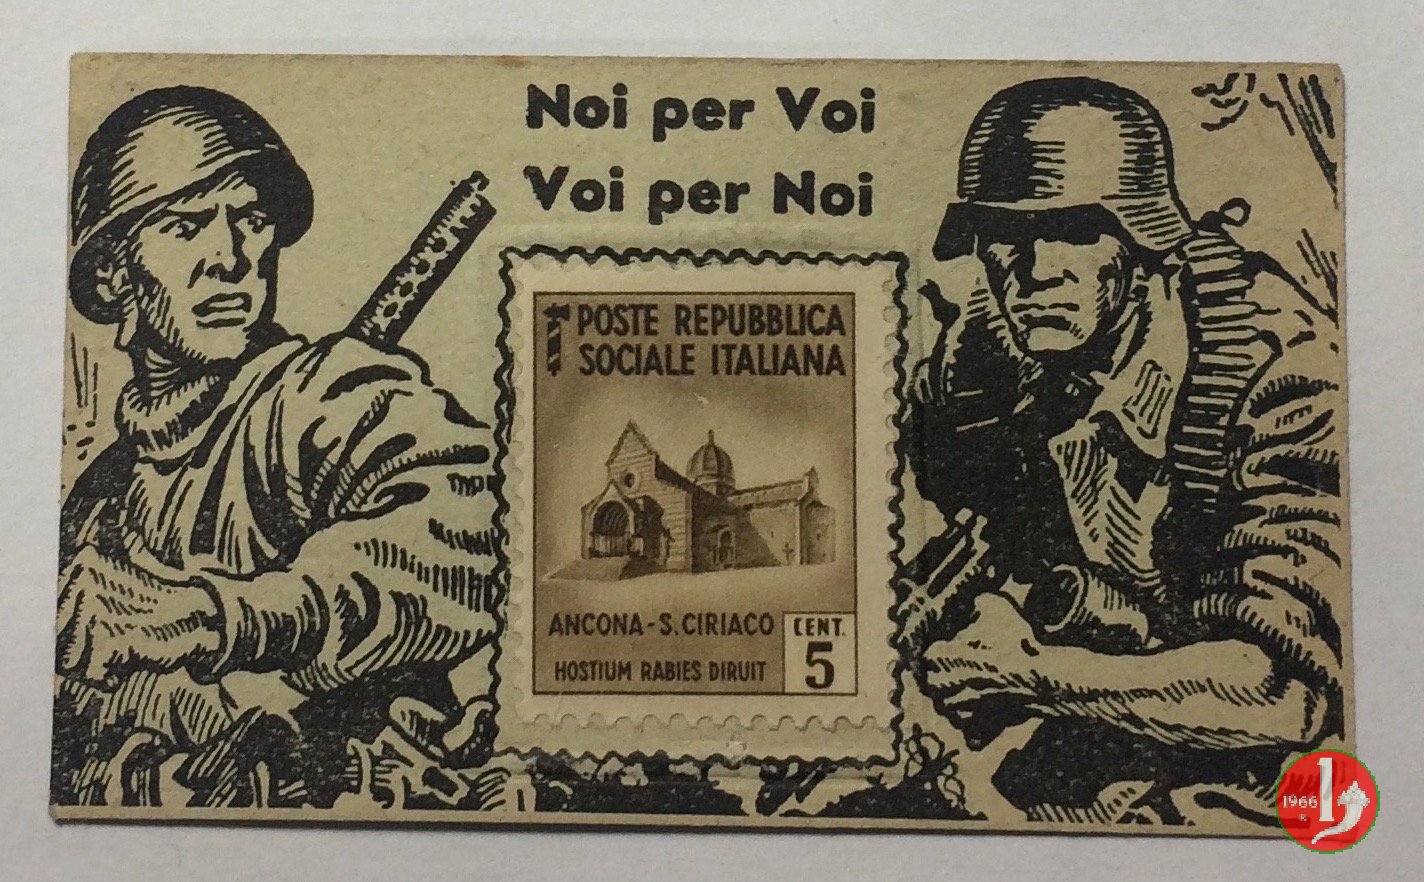 Noi per Voi
Voi per Noi
POSTE REPUBBLICA
SOCIALE ITALIANA
ANCONA-S.CIRIACO
HOSTIUM RABIES DIRUIT
CENT.
5
1966
R